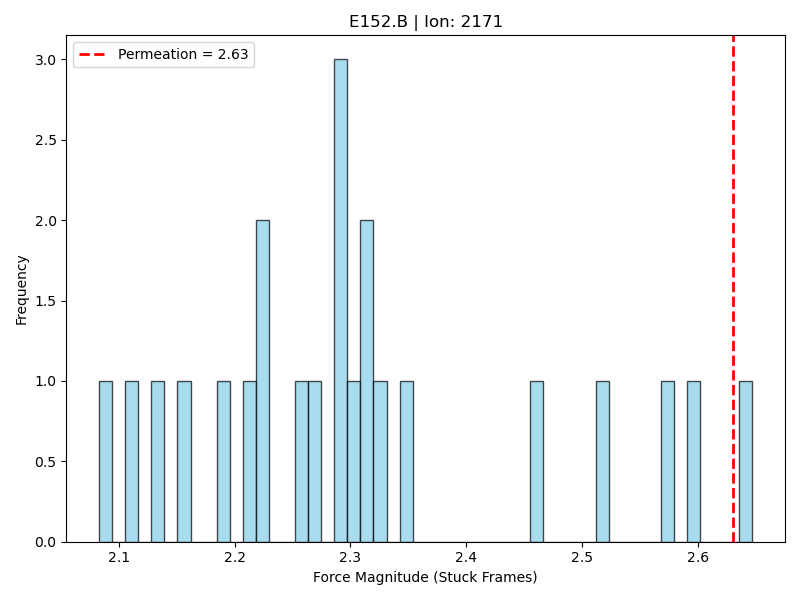 E152.B | Ion: 2171
Permeation = 2.63
Frequency
3.0
2.5
2.0
1.5
1.0
0.5
0.0
2.1 2.2 2.3 2.4 2.5 2.6
Force Magnitude (Stuck Frames)